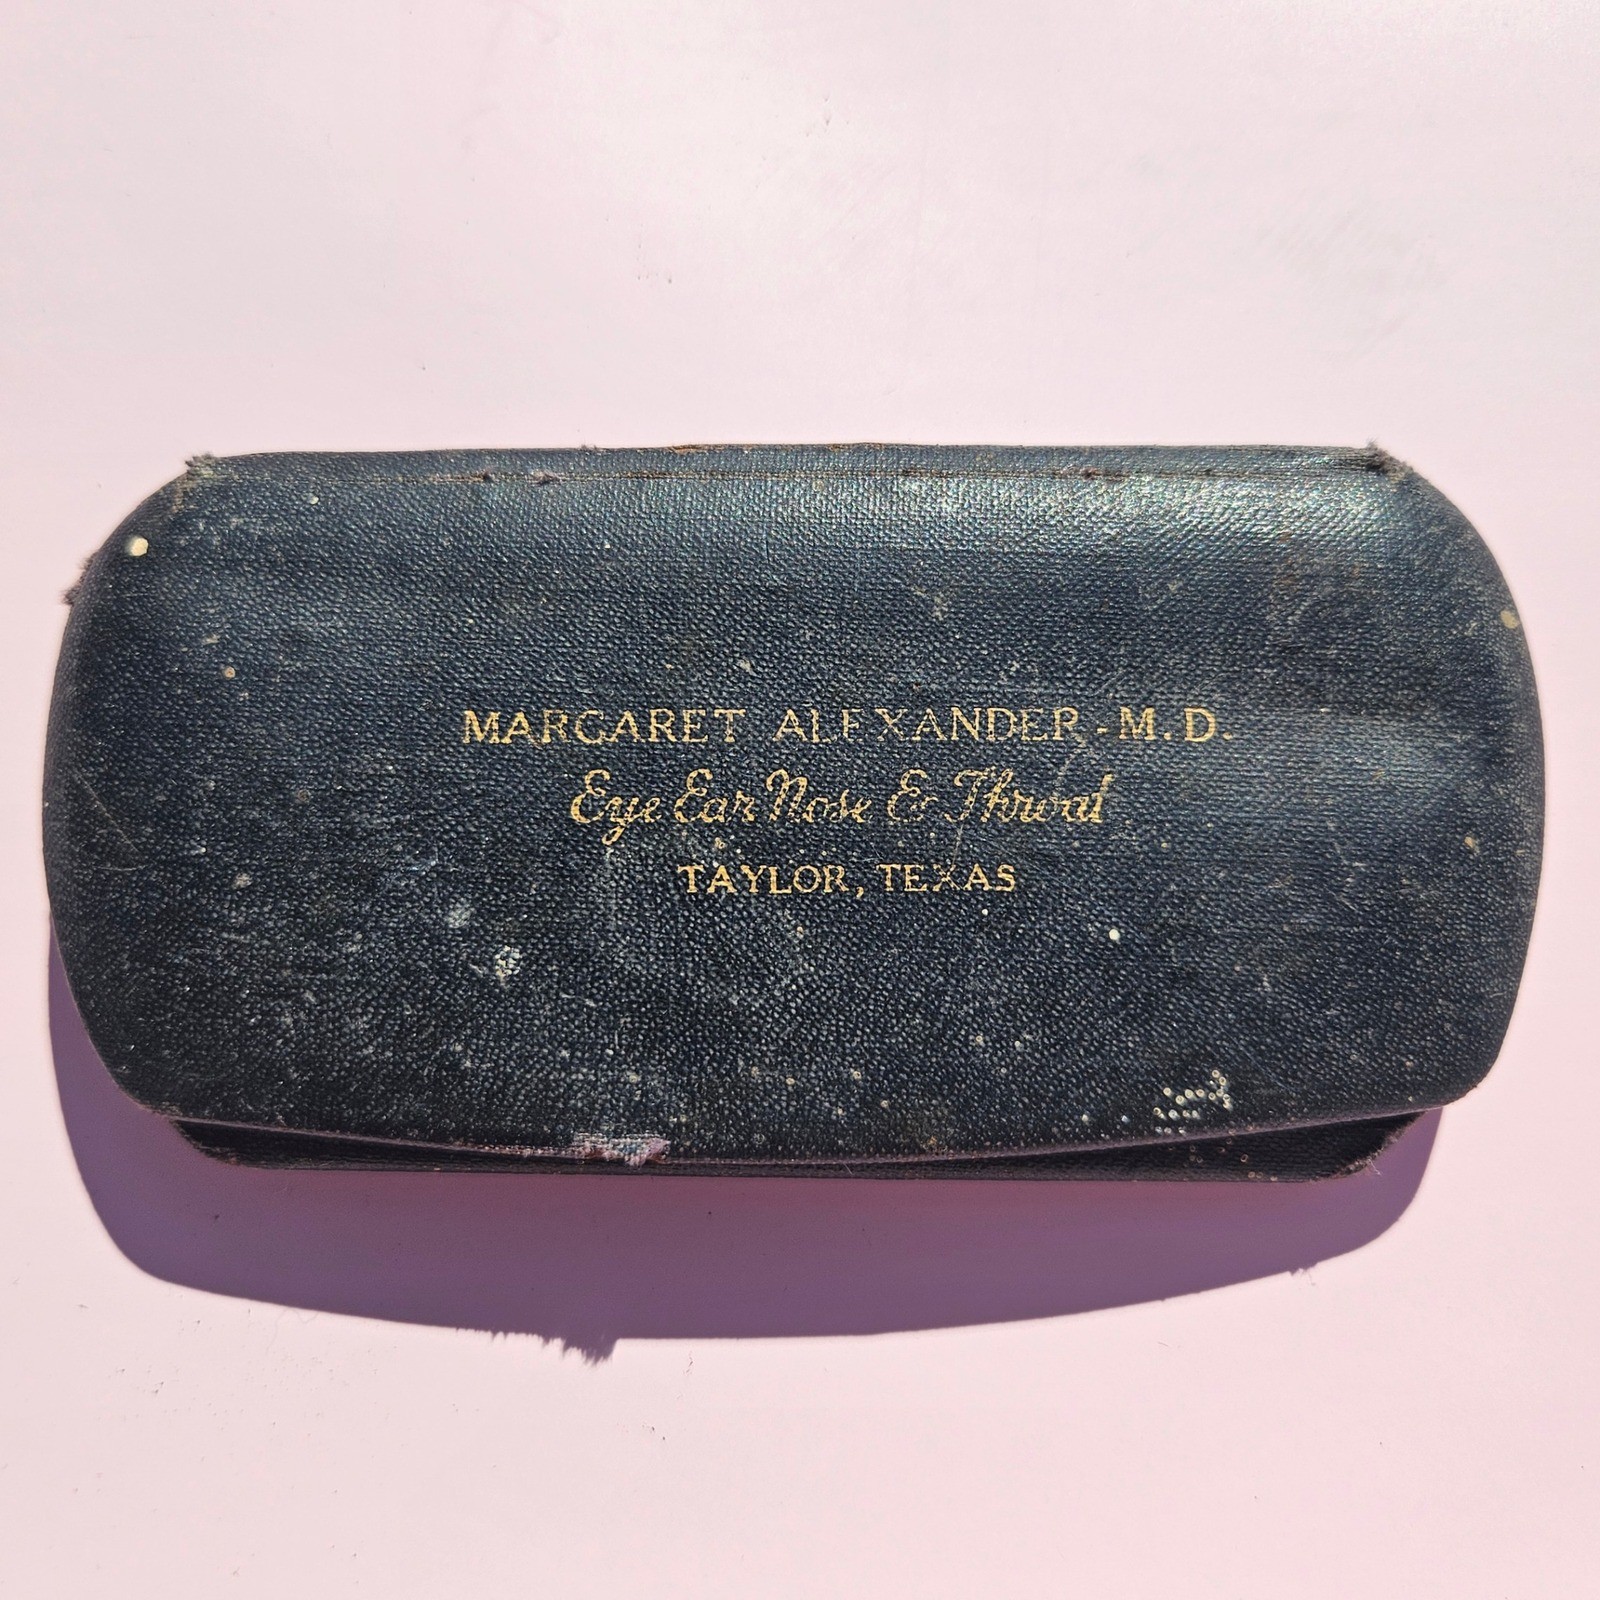 MARGARET ALEXANDER - M.D.
Eye Ear Nose & Throat
TAYLOR, TEXAS